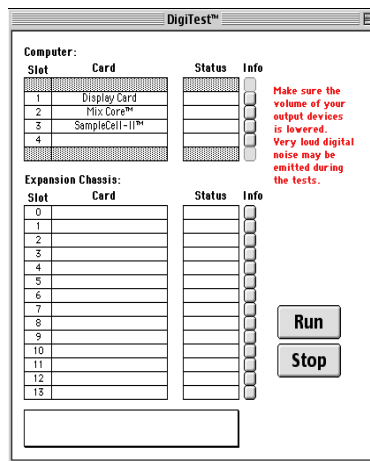 DigiTest™
Computer:
Slot Card Status Info
1 Display Card
2 Mix Core™
3 SampleCell-II™
4
Make sure the
volume of your
output devices
is lowered.
Very loud digital
noise may be
emitted during
the tests.
Expansion Chassis:
Slot Card Status Info
0
1
2
3
4
5
6
7
8
9
10
11
12
13
Run
Stop